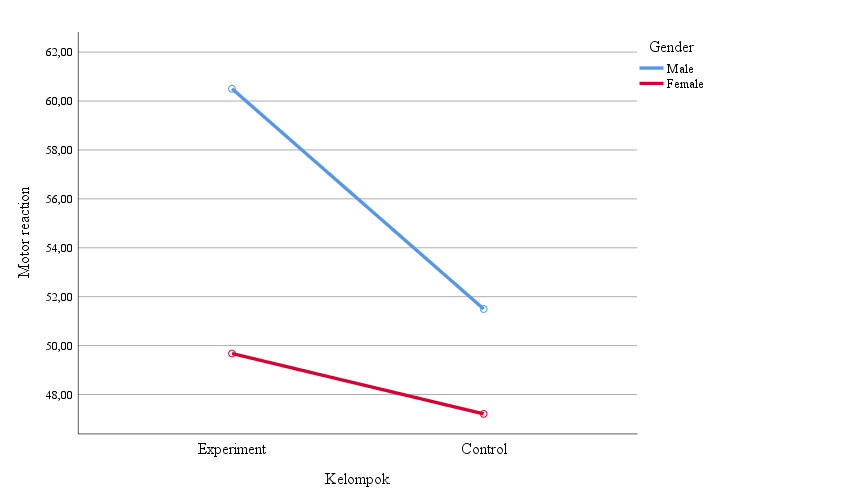 Gender
Male
Female
62,00
60,00
58,00
56,00
54,00
52,00
50,00
48,00
Motor reaction
Experiment
Control
Kelompok